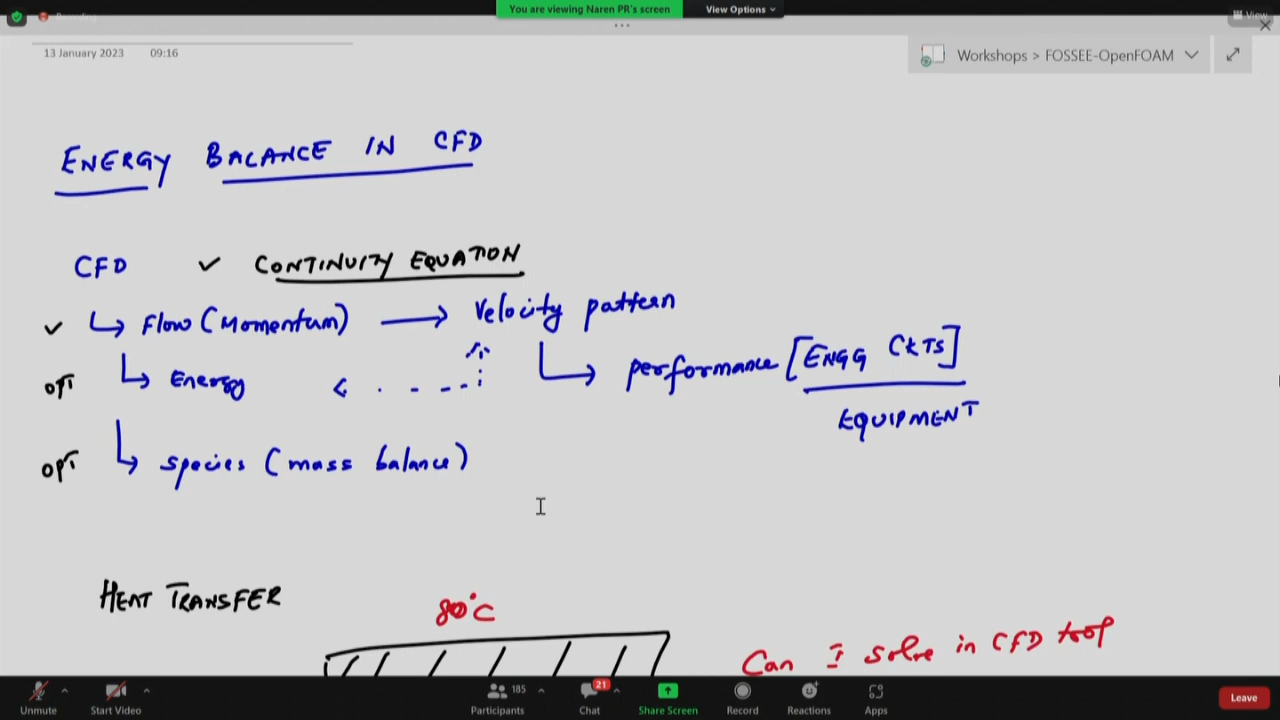 You are viewing Naren PR's screen
View Options
View
Recording
13 January 2023 09:16
Workshops > FOSSEE-OpenFOAM
ENERGY BALANCE IN CFD
CFD ✓ CONTINUITY EQUATION
✓ Flow (Momentum) → Velocity pattern
performance [ENGG CKTS]
OPT Energy
EQUIPMENT
OPT species (mass balance)
HEAT TRANSFER
80°C
Can I solve in CFD tool
Unmute
Start Video
185
Participants
21
Chat
Share Screen
Record
Reactions
Apps
Leave